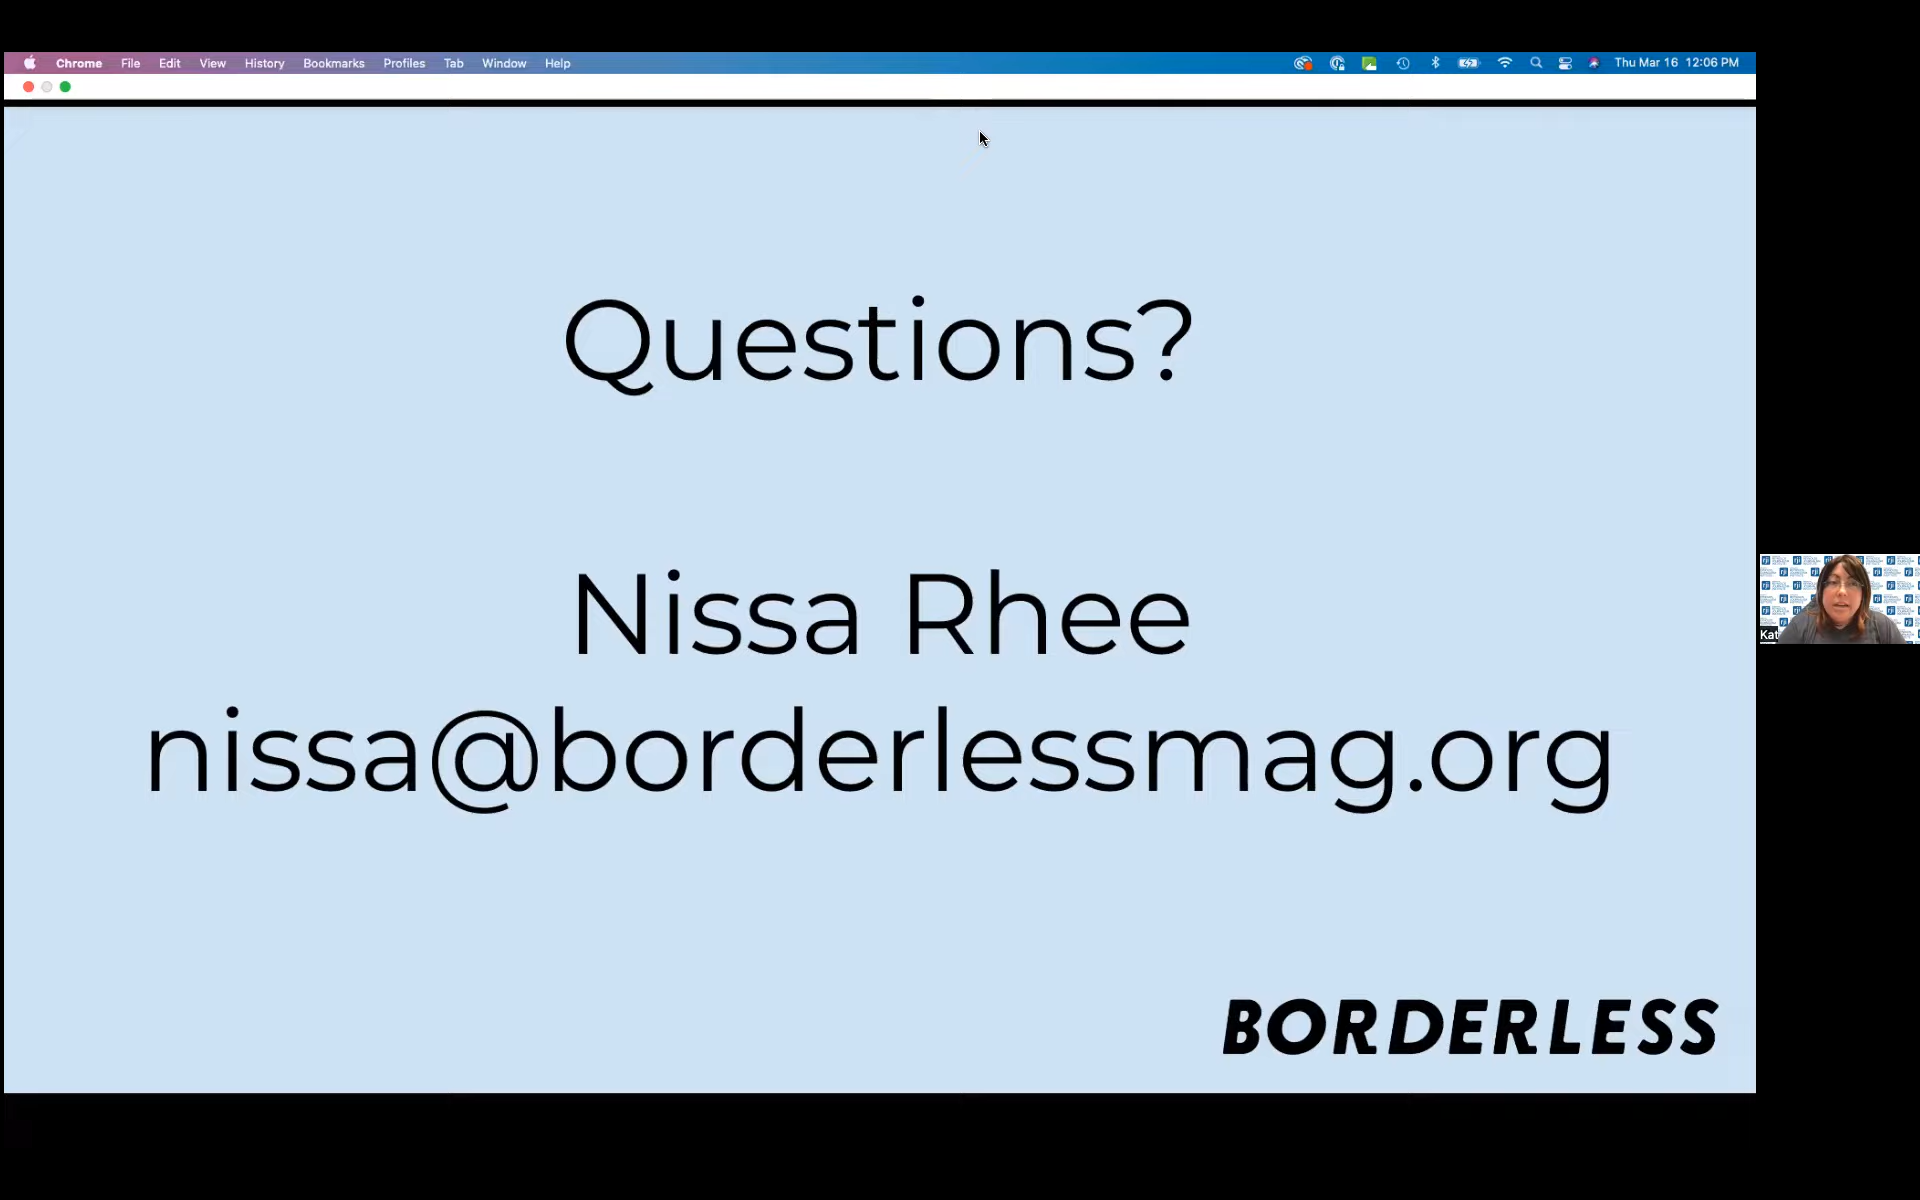 Chrome File Edit View History Bookmarks Profiles Tab Window Help Thu Mar 16 12:06 PM
Questions?
Nissa Rhee
nissa@borderlessmag.org
Kat
BORDERLESS